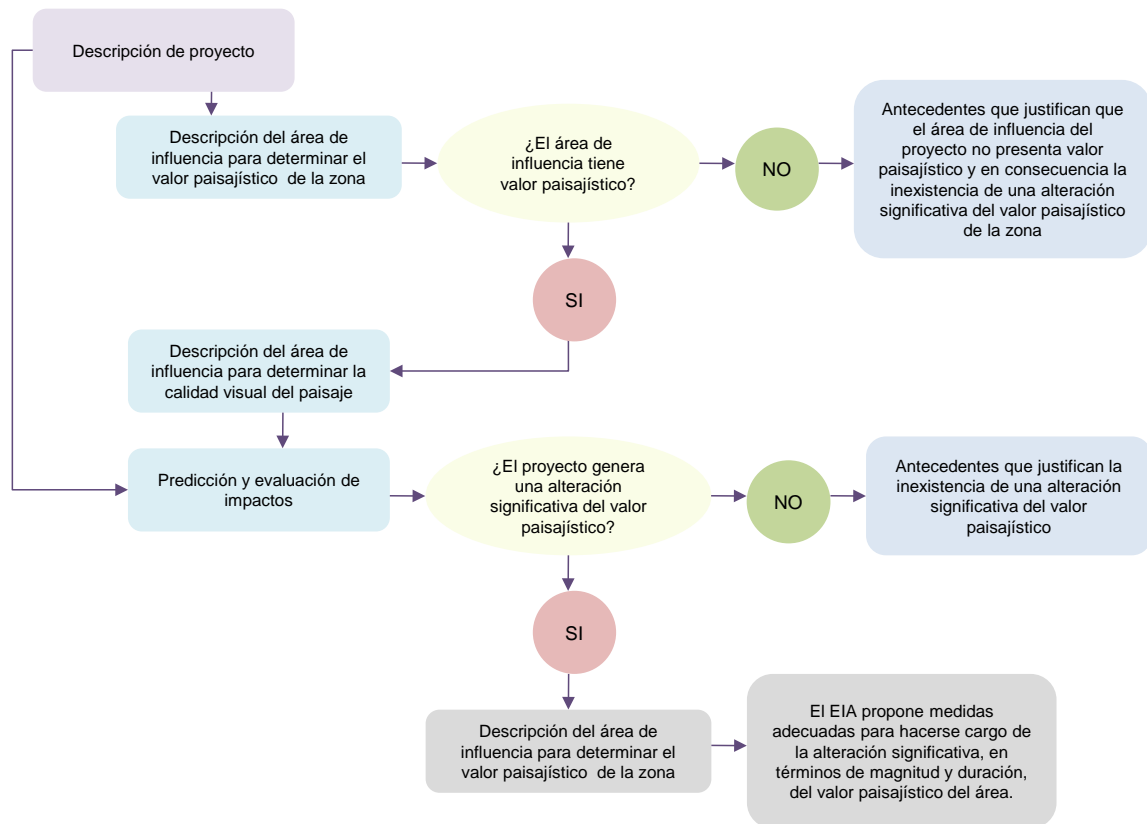 Descripción de proyecto
Descripción del área de
influencia para determinar el
valor paisajístico de la zona
¿El área de
influencia tiene
valor paisajístico?
NO
Antecedentes que justifican que
el área de influencia del
proyecto no presenta valor
paisajístico y en consecuencia la
inexistencia de una alteración
significativa del valor paisajístico
de la zona
SI
Descripción del área de
influencia para determinar la
calidad visual del paisaje
Predicción y evaluación de
impactos
¿El proyecto genera
una alteración
significativa del valor
paisajístico?
NO
Antecedentes que justifican la
inexistencia de una alteración
significativa del valor
paisajístico
SI
Descripción del área de
influencia para determinar el
valor paisajístico de la zona
El EIA propone medidas
adecuadas para hacerse cargo de
la alteración significativa, en
términos de magnitud y duración,
del valor paisajístico del área.